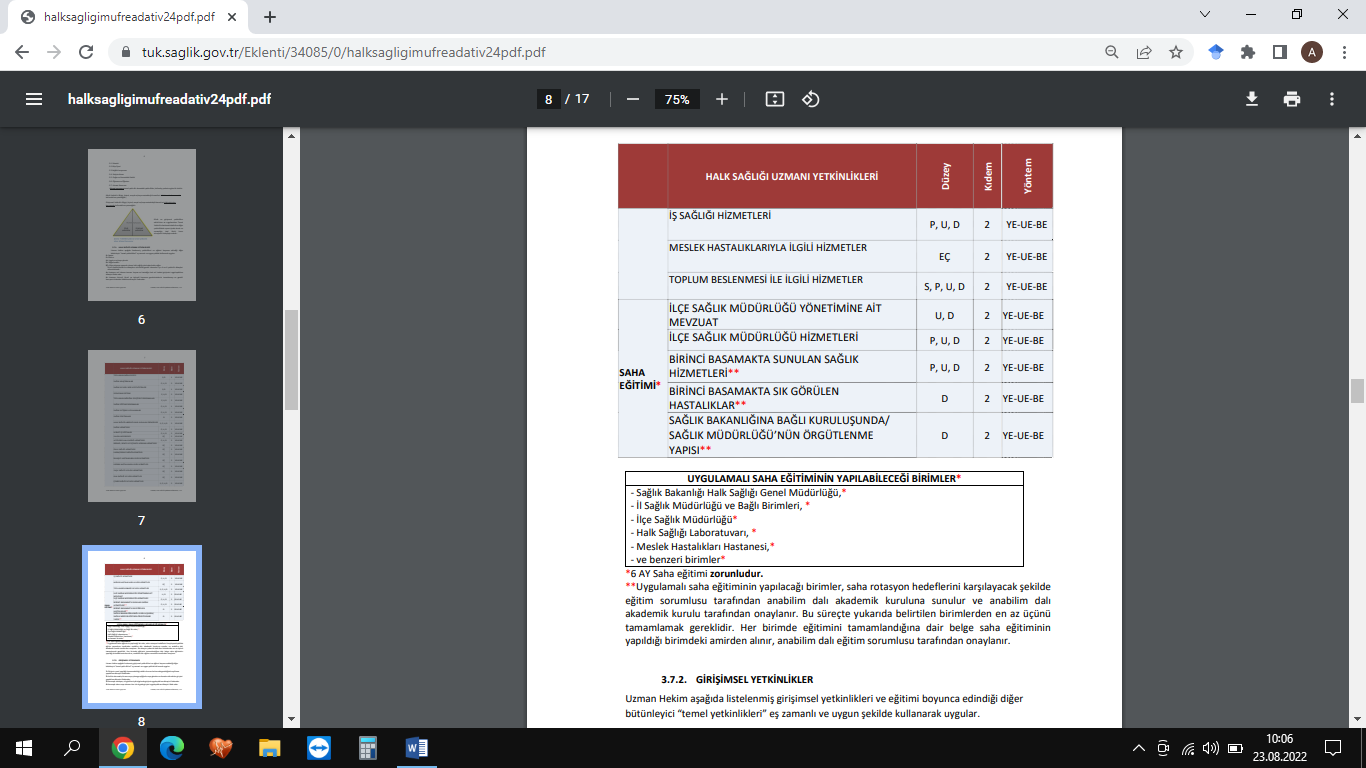 halksagligimufreadativ24pdf.pdf
tuk.saglik.gov.tr/Eklenti/34085/0/halksagligimufreadativ24pdf.pdf
A
halksagligimufreadativ24pdf.pdf
8 / 17
75%
6
7
8
HALK SAĞLIĞI UZMANI YETKİNLİKLERİ
Düzey
Kıdem
Yöntem
İŞ SAĞLIĞI HİZMETLERİ
P, U, D 2 YE-UE-BE
MESLEK HASTALIKLARIYLA İLGİLİ HİZMETLER
EÇ 2 YE-UE-BE
TOPLUM BESLENMESİ İLE İLGİLİ HİZMETLER
S, P, U, D 2 YE-UE-BE
SAHA
EĞİTİMİ*
İLÇE SAĞLIK MÜDÜRLÜĞÜ YÖNETİMİNE AİT
MEVZUAT
U, D 2 YE-UE-BE
İLÇE SAĞLIK MÜDÜRLÜĞÜ HİZMETLERİ
P, U, D 2 YE-UE-BE
BİRİNCİ BASAMAKTA SUNULAN SAĞLIK
HİZMETLERİ**
P, U, D 2 YE-UE-BE
BİRİNCİ BASAMAKTA SIK GÖRÜLEN
HASTALIKLAR**
D 2 YE-UE-BE
SAĞLIK BAKANLIĞINA BAĞLI KURULUŞUNDA/
SAĞLIK MÜDÜRLÜĞÜ'NÜN ÖRGÜTLENME
YAPISI**
D 2 YE-UE-BE
UYGULAMALI SAHA EĞİTİMİNİN YAPILABİLECEĞİ BİRİMLER*
- Sağlık Bakanlığı Halk Sağlığı Genel Müdürlüğü,*
- İl Sağlık Müdürlüğü ve Bağlı Birimleri, *
- İlçe Sağlık Müdürlüğü*
- Halk Sağlığı Laboratuvarı, *
- Meslek Hastalıkları Hastanesi,*
- ve benzeri birimler*
*6 AY Saha eğitimi zorunludur.
**Uygulamalı saha eğitiminin yapılacağı birimler, saha rotasyon hedeflerini karşılayacak şekilde
eğitim sorumlusu tarafından anabilim dalı akademik kuruluna sunulur ve anabilim dalı
akademik kurulu tarafından onaylanır. Bu süreçte yukarıda belirtilen birimlerden en az üçünü
tamamlamak gereklidir. Her birimde eğitimini tamamlandığına dair belge saha eğitiminin
yapıldığı birimdeki amirden alınır, anabilim dalı eğitim sorumlusu tarafından onaylanır.
3.7.2. GİRİŞİMSEL YETKİNLİKLER
Uzman Hekim aşağıda listelenmiş girişimsel yetkinlikleri ve eğitimi boyunca edindiği diğer
bütünleyici “temel yetkinlikleri” eş zamanlı ve uygun şekilde kullanarak uygular.
10:06
23.08.2022